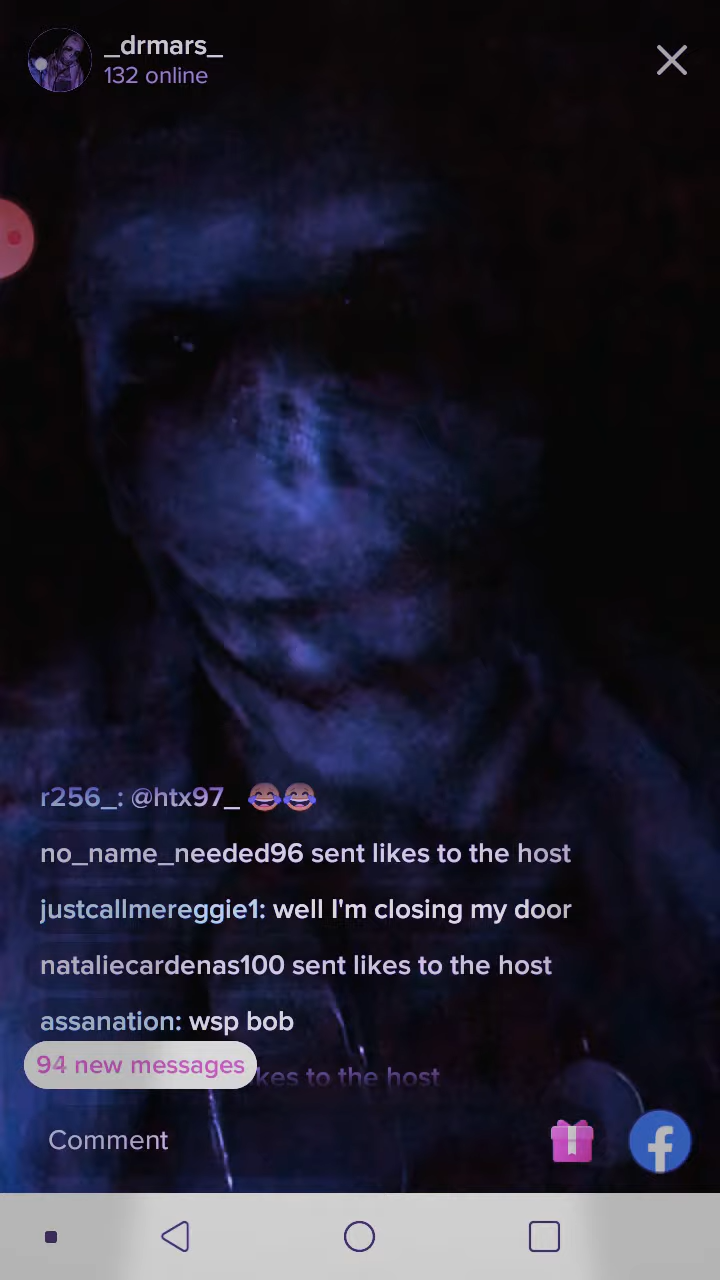 _drmars_
132 online
r256_: @htx97_ 😂😂
no_name_needed96 sent likes to the host
justcallmereggie1: well I'm closing my door
nataliecardenas100 sent likes to the host
assanation: wsp bob
94 new messages
kes to the host
Comment